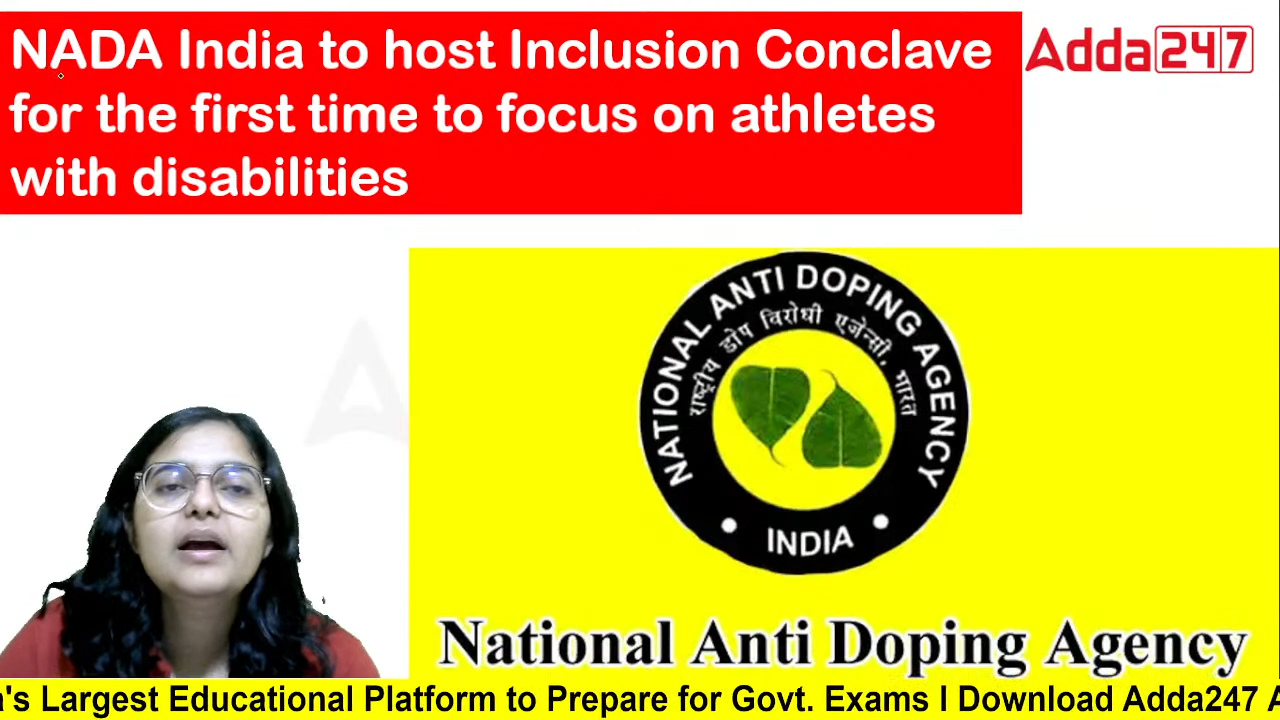 NADA India to host Inclusion Conclave
for the first time to focus on athletes
with disabilities
Adda247
NATIONAL ANTI DOPING AGENCY
राष्ट्रीय डोप विरोधी एजेन्सी, भारत
INDIA
National Anti Doping Agency
a's Largest Educational Platform to Prepare for Govt. Exams I Download Adda247 A